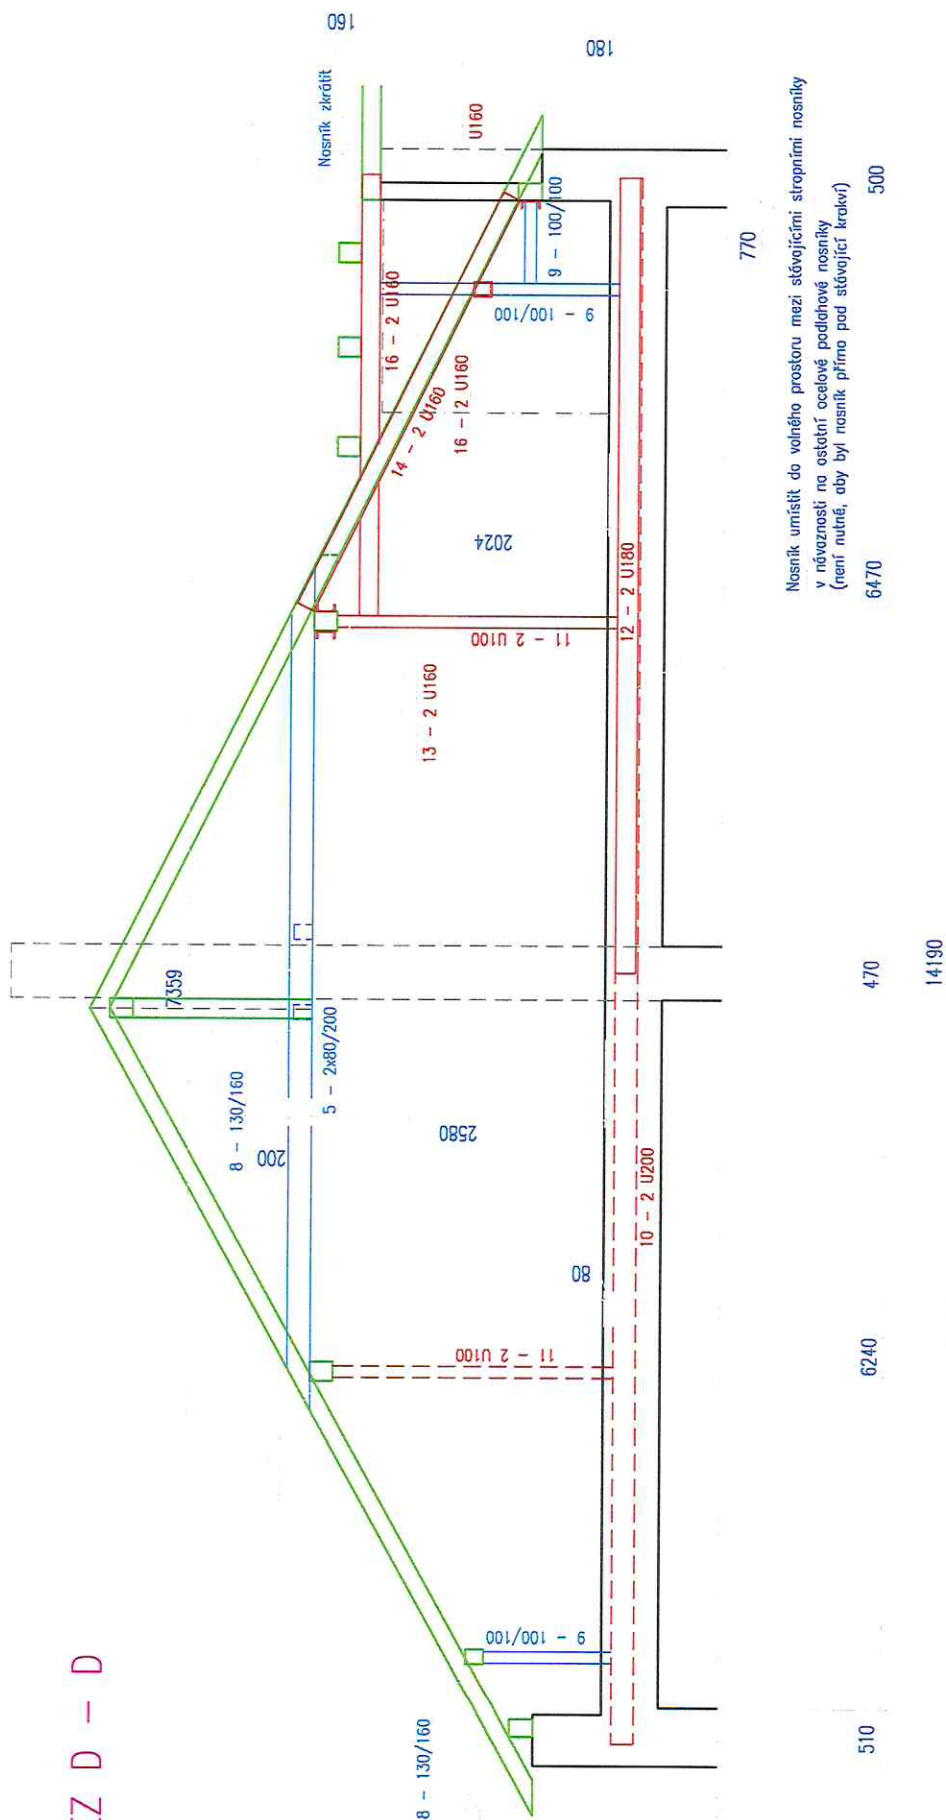 Z D - D
8 - 130/160
8 - 130/160
200
7359
5 - 2x80/200
2580
80
9 - 100/100
11 - 2 U100
10 - 2 U200
13 - 2 U160
11 - 2 U100
12 - 2 U180
2024
14 - 2 U160
16 - 2 U160
16 - 2 U160
9 - 100/100
9 - 100/100
U160
Nosník zkrátit
160
180
770
Nosník umístit do volného prostoru mezi stávajícími stropními nosníky
v návaznosti na ostatní ocelové podlahové nosníky
(není nutné, aby byl nosník přímo pod stávající krokví)
510
6240
470
6470
500
14190